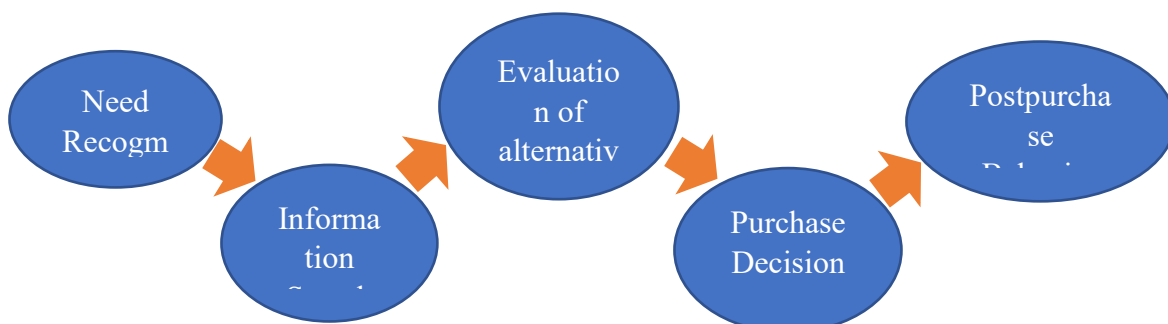 Need
Recogm
Informa
tion
Evaluatio
n of
alternativ
Purchase
Decision
Postpurcha
se